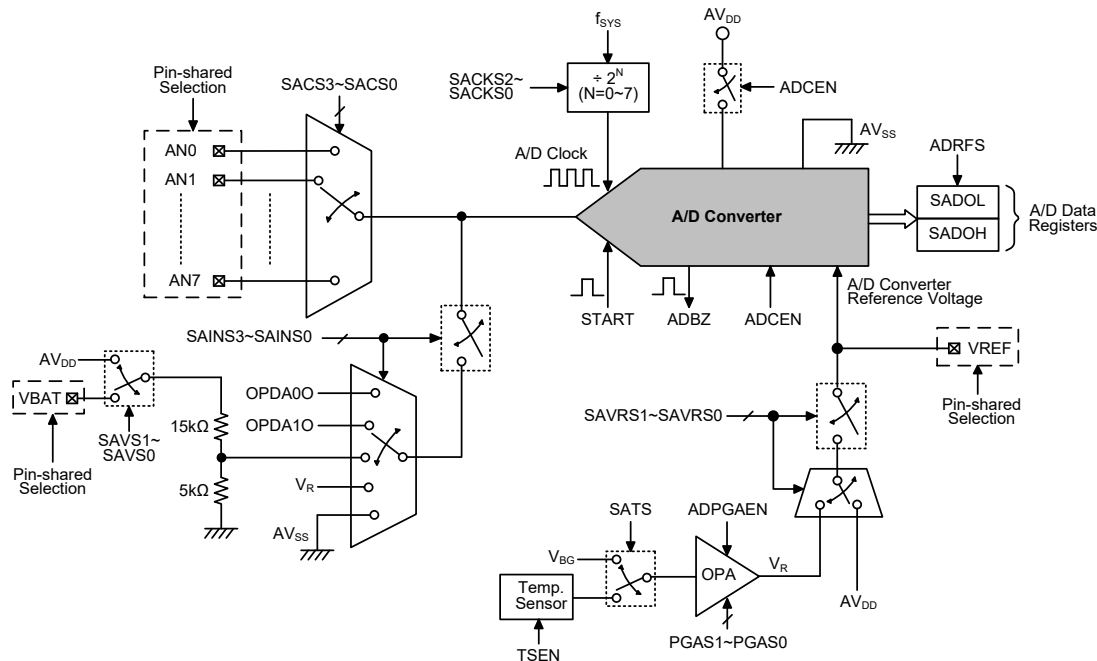 f_SYS
AV_DD
Pin-shared
Selection
SACS3~SACS0
SACKS2~
SACKS0
÷ 2^N
(N=0~7)
ADCEN
AV_SS
AN0
AN1
AN7
A/D Clock
ADRFS
A/D Converter
SADOL
SADOH
A/D Data
Registers
START
ADBZ
ADCEN
A/D Converter
Reference Voltage
SAINS3~SAINS0
VREF
Pin-shared
Selection
AV_DD
VBAT
SAVS1~
SAVS0
Pin-shared
Selection
15kΩ
5kΩ
OPDA0O
OPDA1O
V_R
AV_SS
SAVRS1~SAVRS0
SATS
ADPGAEN
V_BG
Temp.
Sensor
TSEN
OPA
V_R
PGAS1~PGAS0
AV_DD